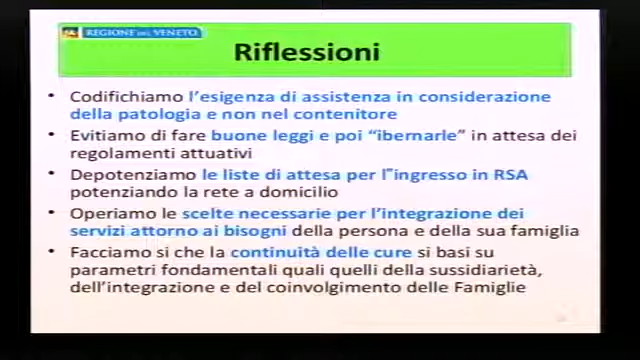 REGIONE DEL VENETO
Riflessioni
• Codifichiamo l'esigenza di assistenza in considerazione
della patologia e non nel contenitore
• Evitiamo di fare buone leggi e poi “ibernarle” in attesa dei
regolamenti attuativi
• Depotenziamo le liste di attesa per l'’ingresso in RSA
potenziando la rete a domicilio
• Operiamo le scelte necessarie per l'integrazione dei
servizi attorno ai bisogni della persona e della sua famiglia
• Facciamo si che la continuità delle cure si basi su
parametri fondamentali quali quelli della sussidiarietà,
dell'integrazione e del coinvolgimento delle Famiglie